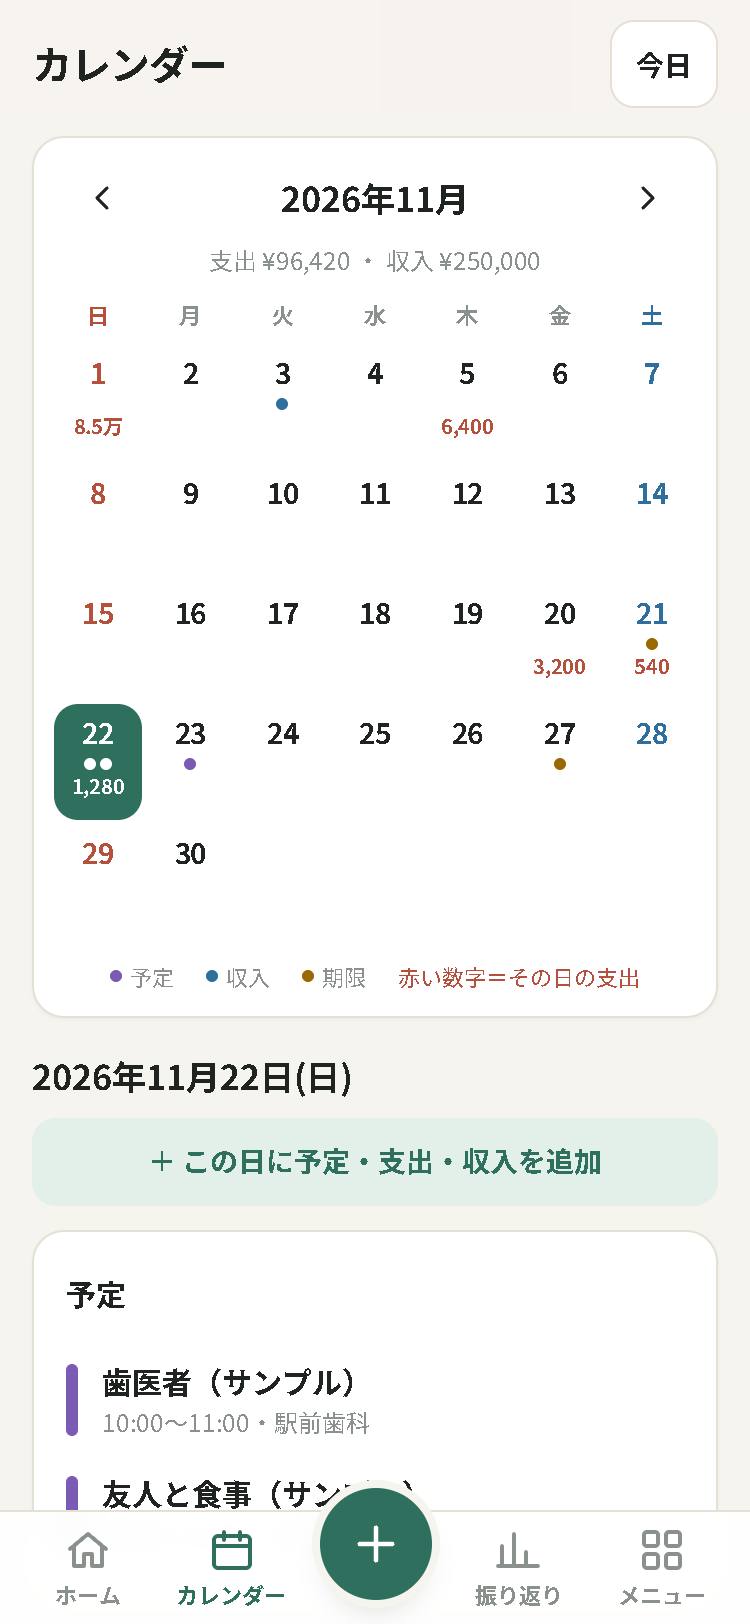 カレンダー
今日
2026年11月
支出 ¥96,420 ・ 収入 ¥250,000
日 月 火 水 木 金 土
1 2 3 4 5 6 7
8.5万 6,400
8 9 10 11 12 13 14
15 16 17 18 19 20 21
3,200 540
22 23 24 25 26 27 28
1,280
29 30
予定 収入 期限 赤い数字＝その日の支出
2026年11月22日(日)
＋ この日に予定・支出・収入を追加
予定
歯医者（サンプル）
10:00〜11:00・駅前歯科
友人と食事
ホーム カレンダー 振り返り メニュー